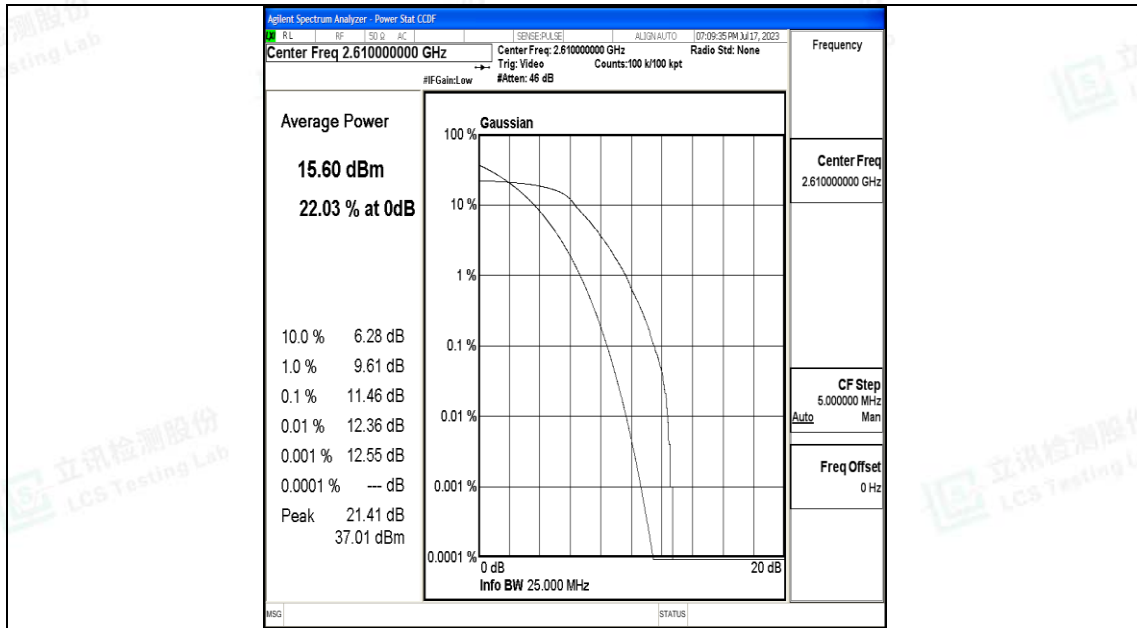 Agilent Spectrum Analyzer - Power Stat CCDF
LXI RL RF 50 Ω AC SENSE:PULSE ALIGN AUTO 07:09:35 PM Jul 17, 2023
Center Freq 2.610000000 GHz
Center Freq: 2.610000000 GHz Radio Std: None
Trig: Video Counts:100 k/100 kpt
#IFGain:Low #Atten: 46 dB
Frequency
Average Power
15.60 dBm
22.03 % at 0dB
10.0 % 6.28 dB
1.0 % 9.61 dB
0.1 % 11.46 dB
0.01 % 12.36 dB
0.001 % 12.55 dB
0.0001 % --- dB
Peak 21.41 dB
37.01 dBm
Gaussian
100 %
10 %
1 %
0.1 %
0.01 %
0.001 %
0.0001 %
0 dB 20 dB
Info BW 25.000 MHz
Center Freq
2.610000000 GHz
CF Step
5.000000 MHz
Auto Man
Freq Offset
0 Hz
MSG STATUS
立讯检测股份
LCS Testing Lab